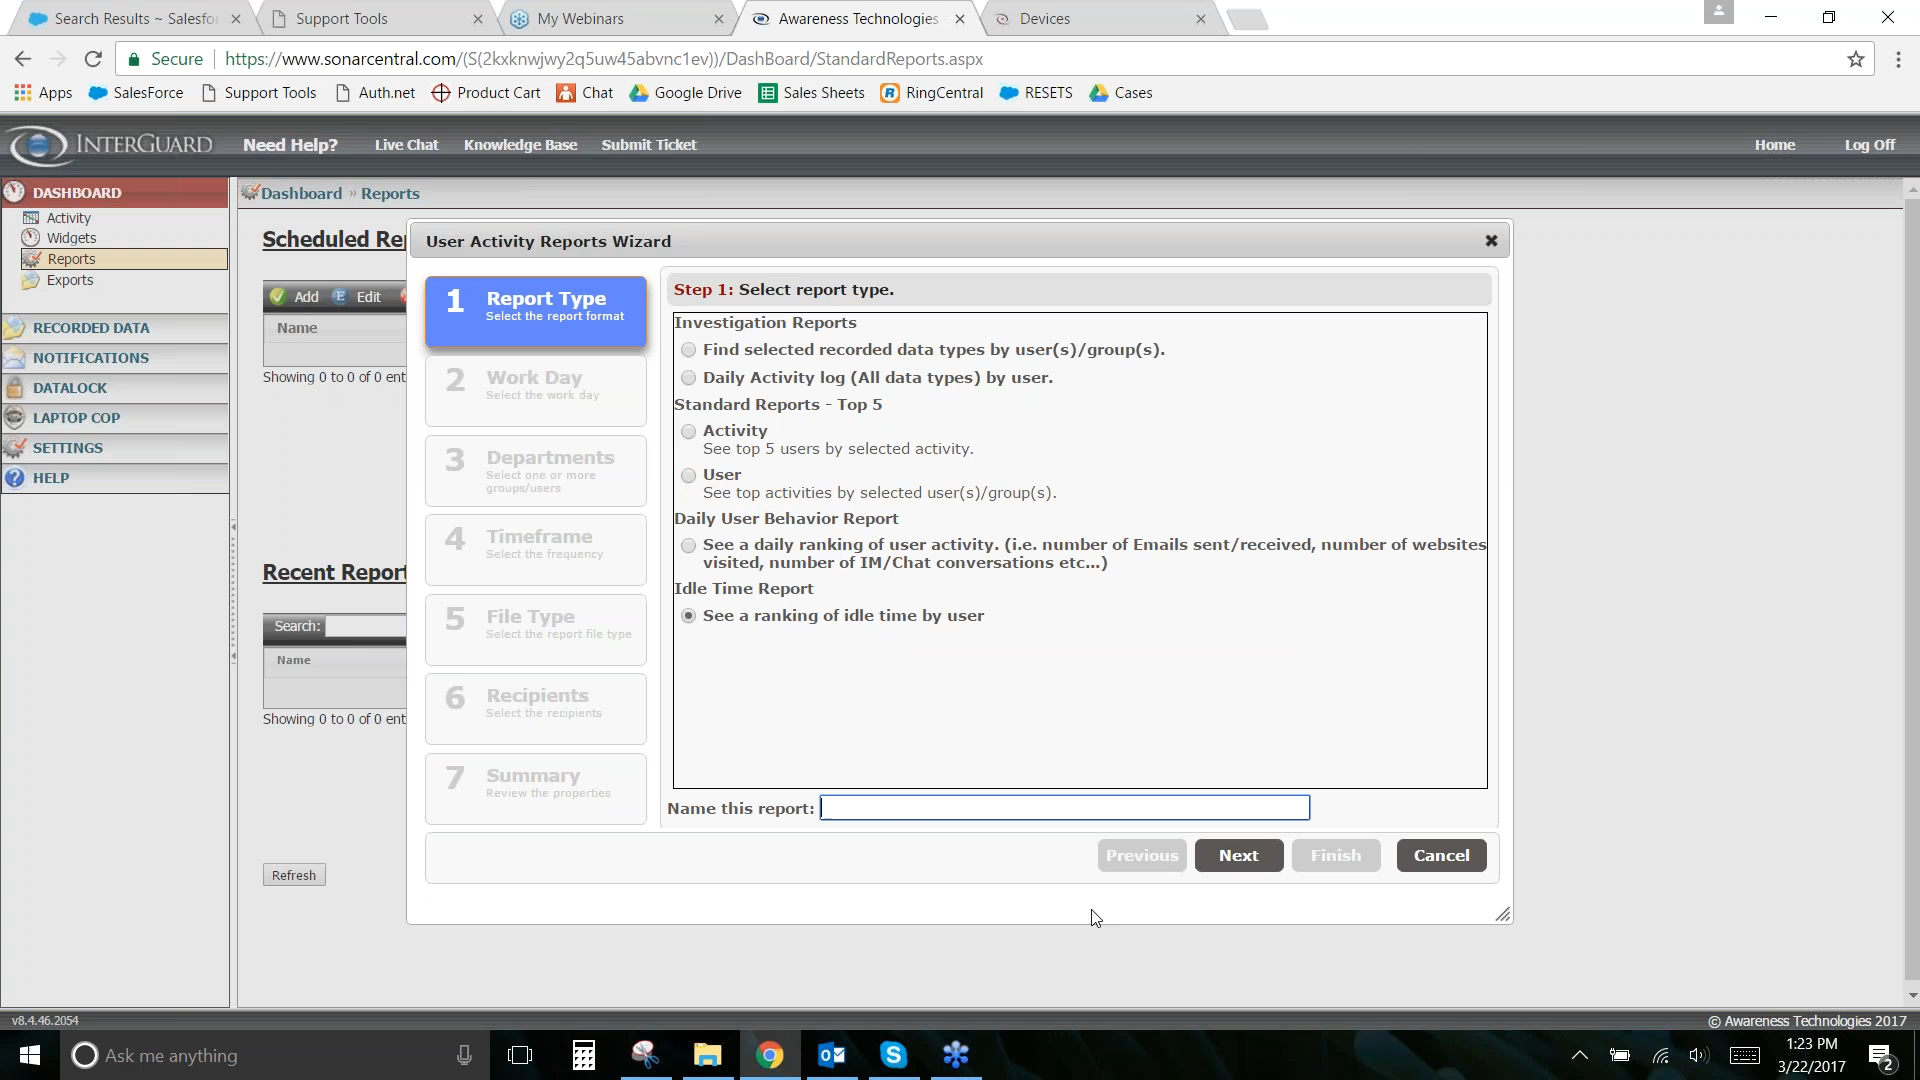 Search Results ~ Salesfor
Support Tools
My Webinars
Awareness Technologies
Devices
Secure
https://www.sonarcentral.com/(S(2kxknwjwy2q5uw45abvnc1ev))/DashBoard/StandardReports.aspx
Apps
SalesForce
Support Tools
Auth.net
Product Cart
Chat
Google Drive
Sales Sheets
RingCentral
RESETS
Cases
INTERGUARD
Need Help?
Live Chat
Knowledge Base
Submit Ticket
Home
Log Off
DASHBOARD
Activity
Widgets
Reports
Exports
RECORDED DATA
NOTIFICATIONS
DATALOCK
LAPTOP COP
SETTINGS
HELP
Dashboard » Reports
Scheduled Re
Add
Edit
Name
Showing 0 to 0 of 0 ent
Recent Report
Search:
Name
Showing 0 to 0 of 0 ent
Refresh
User Activity Reports Wizard
1 Report Type
Select the report format
2 Work Day
Select the work day
3 Departments
Select one or more
groups/users
4 Timeframe
Select the frequency
5 File Type
Select the report file type
6 Recipients
Select the recipients
7 Summary
Review the properties
Step 1: Select report type.
Investigation Reports
Find selected recorded data types by user(s)/group(s).
Daily Activity log (All data types) by user.
Standard Reports - Top 5
Activity
See top 5 users by selected activity.
User
See top activities by selected user(s)/group(s).
Daily User Behavior Report
See a daily ranking of user activity. (i.e. number of Emails sent/received, number of websites
visited, number of IM/Chat conversations etc...)
Idle Time Report
See a ranking of idle time by user
Name this report:
Previous
Next
Finish
Cancel
v8.4.46.2054
© Awareness Technologies 2017
Ask me anything
1:23 PM
3/22/2017
2